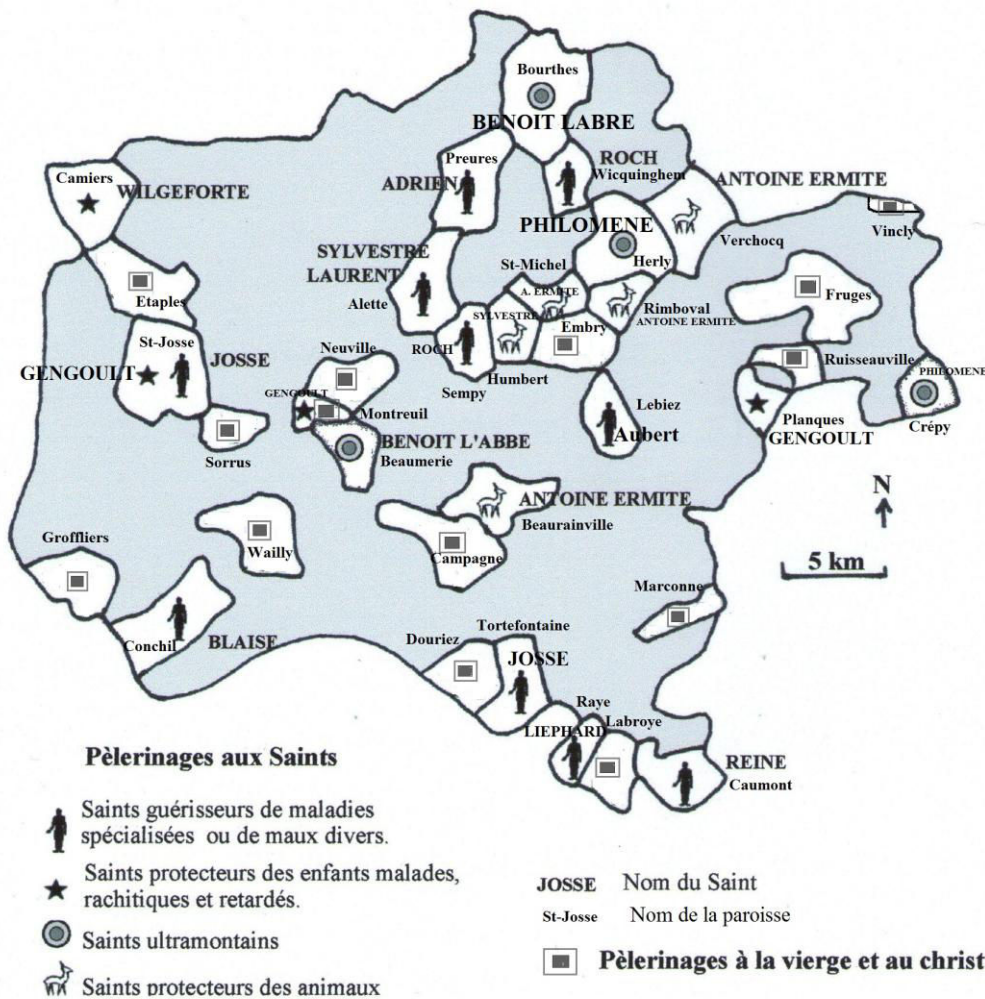 Bourthes
BENOIT LABRE
Preures
ROCH
Camiers
ADRIEN
Wicquinghem
ANTOINE ERMITE
WILGEFORTE
PHILOMENE
Vincly
Verchocq
SYLVESTRE
LAURENT
St-Michel
Herly
A. ERMITE
Etaples
Alette
Fruges
Rimboval
SYLVESTRE
ANTOINE ERMITE
Embry
St-Josse
Neuville
ROCH
JOSSE
Ruisseauville
GENGOULT
Humbert
PHILOMENE
Sempy
GENGOULT
Montreuil
Lebiez
Planques
Aubert
GENGOULT
Crépy
BENOIT L'ABBE
Sorrus
Beaumerie
N
ANTOINE ERMITE
Beaurainville
Groffliers
Wailly
Campagne
5 km
Marconne
Tortefontaine
Conchil
BLAISE
Douriez
JOSSE
Raye
Labroye
LIEPHARD
REINE
Caumont
Pèlerinages aux Saints
Saints guérisseurs de maladies
spécialisées ou de maux divers.
Saints protecteurs des enfants malades,
rachitiques et retardés.
Saints ultramontains
Saints protecteurs des animaux
JOSSE Nom du Saint
St-Josse Nom de la paroisse
Pèlerinages à la vierge et au christ